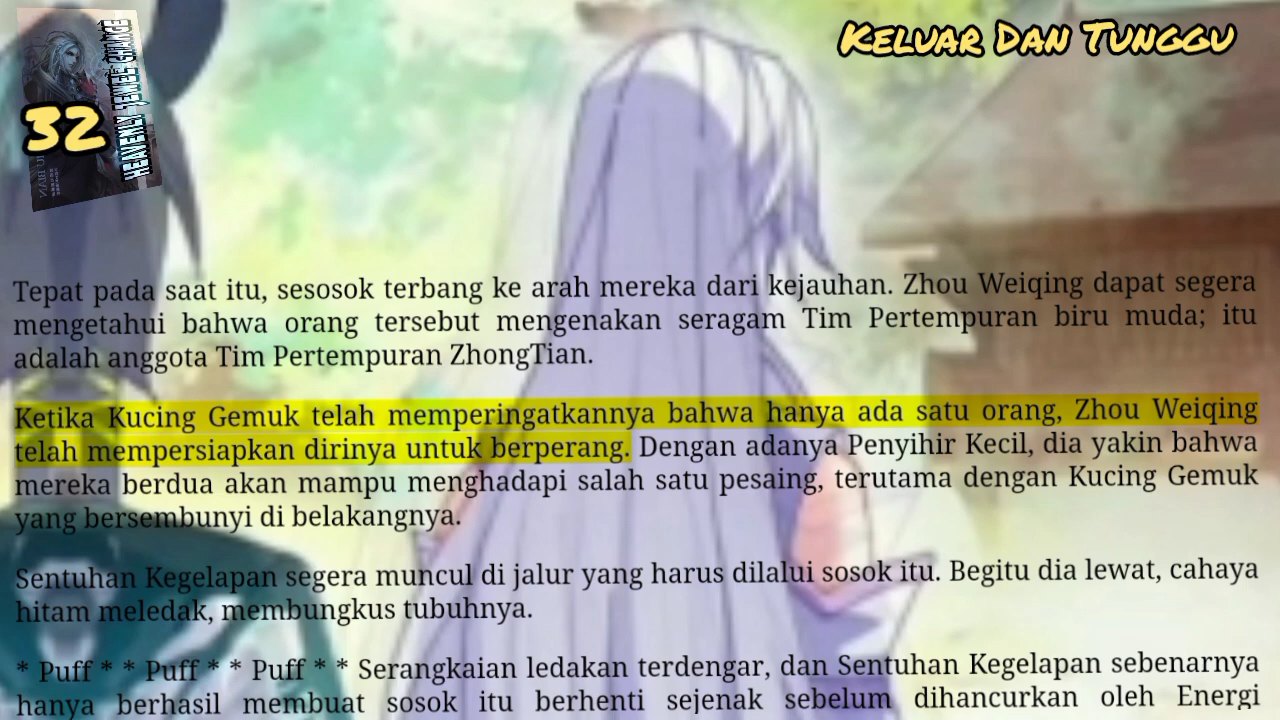 Keluar Dan Tunggu
32
HEAVENLY JEWEL CHANGE
Tepat pada saat itu, sesosok terbang ke arah mereka dari kejauhan. Zhou Weiqing dapat segera
mengetahui bahwa orang tersebut mengenakan seragam Tim Pertempuran biru muda; itu
adalah anggota Tim Pertempuran ZhongTian.
Ketika Kucing Gemuk telah memperingatkannya bahwa hanya ada satu orang, Zhou Weiqing
telah mempersiapkan dirinya untuk berperang. Dengan adanya Penyihir Kecil, dia yakin bahwa
mereka berdua akan mampu menghadapi salah satu pesaing, terutama dengan Kucing Gemuk
yang bersembunyi di belakangnya.
Sentuhan Kegelapan segera muncul di jalur yang harus dilalui sosok itu. Begitu dia lewat, cahaya
hitam meledak, membungkus tubuhnya.
* Puff * * Puff * * Puff * * Serangkaian ledakan terdengar, dan Sentuhan Kegelapan sebenarnya
hanya berhasil membuat sosok itu berhenti sejenak sebelum dihancurkan oleh Energi